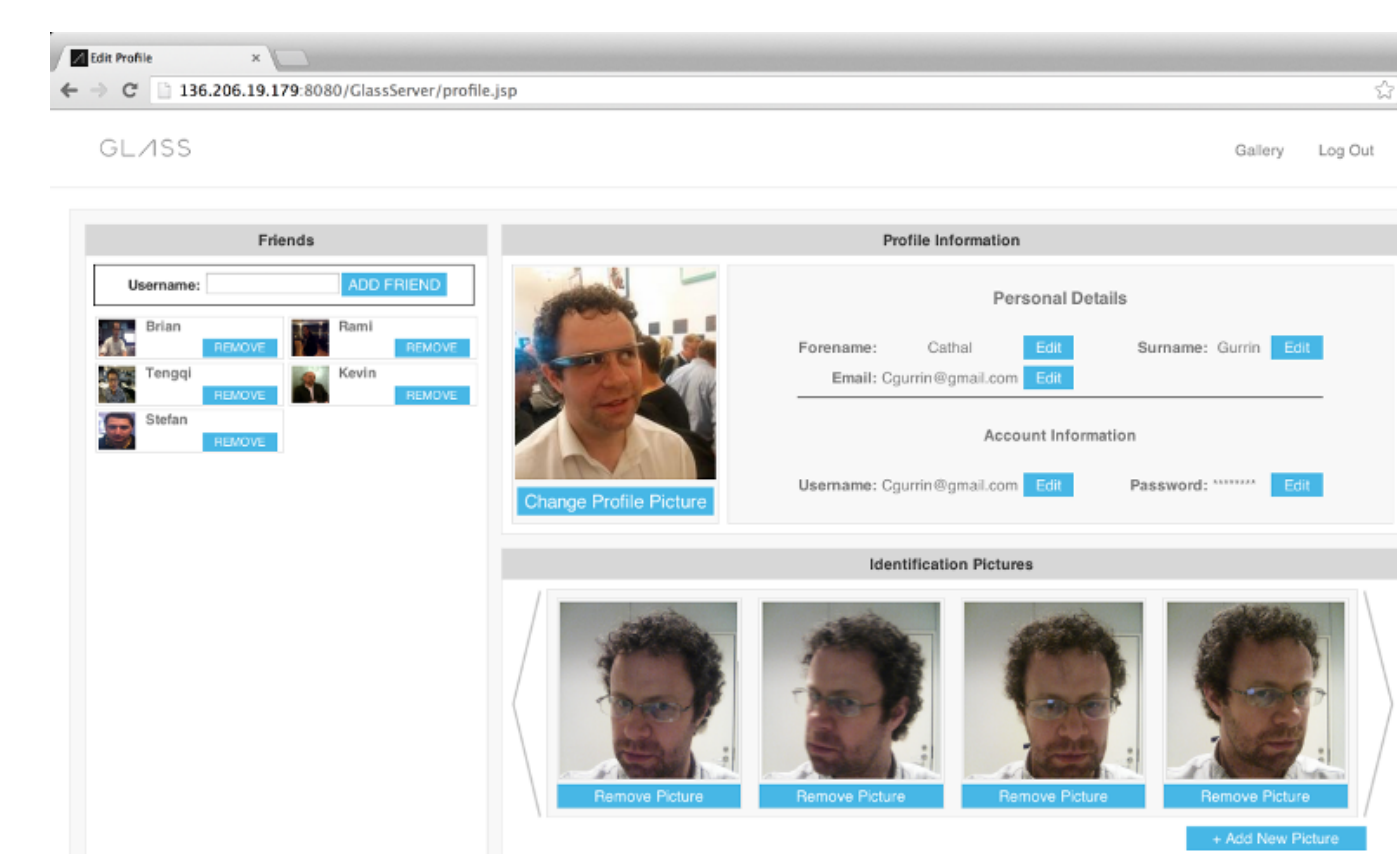 Edit Profile
136.206.19.179:8080/GlassServer/profile.jsp
GLASS
Gallery Log Out
Friends
Username: ADD FRIEND
Brian REMOVE
Rami REMOVE
Tengqi REMOVE
Kevin REMOVE
Stefan REMOVE
Profile Information
Change Profile Picture
Personal Details
Forename: Cathal Edit Surname: Gurrin Edit
Email: Cgurrin@gmail.com Edit
Account Information
Username: Cgurrin@gmail.com Edit Password: ******** Edit
Identification Pictures
Remove Picture Remove Picture Remove Picture Remove Picture
+ Add New Picture